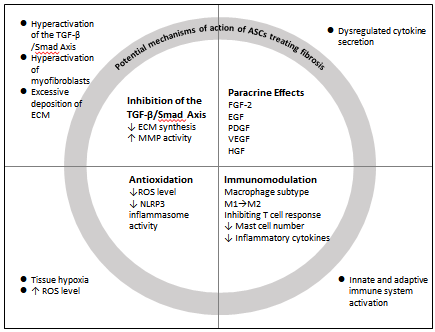 ● Hyperactivation
of the TGF-β
/Smad Axis
● Hyperactivation
of
myofibroblasts
● Excessive
deposition of
ECM
Potential mechanisms of action of ASCs treating fibrosis
● Dysregulated cytokine
secretion
Inhibition of the
TGF-β/Smad Axis
↓ ECM synthesis
↑ MMP activity
Paracrine Effects
FGF-2
EGF
PDGF
VEGF
HGF
Antioxidation
↓ROS level
↓ NLRP3
inflammasome
activity
Immunomodulation
Macrophage subtype
M1→M2
Inhibiting T cell response
↓ Mast cell number
↓ Inflammatory cytokines
● Tissue hypoxia
● ↑ ROS level
● Innate and adaptive
immune system
activation